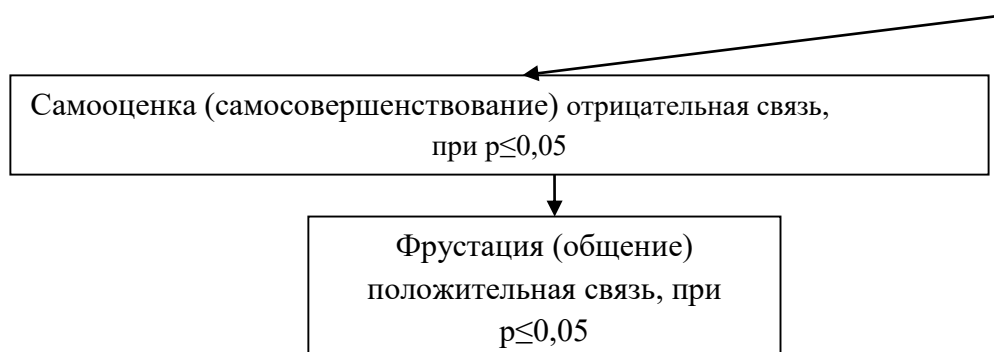 Самооценка (самосовершенствование) отрицательная связь,
при p≤0,05
Фрустация (общение)
положительная связь, при
p≤0,05